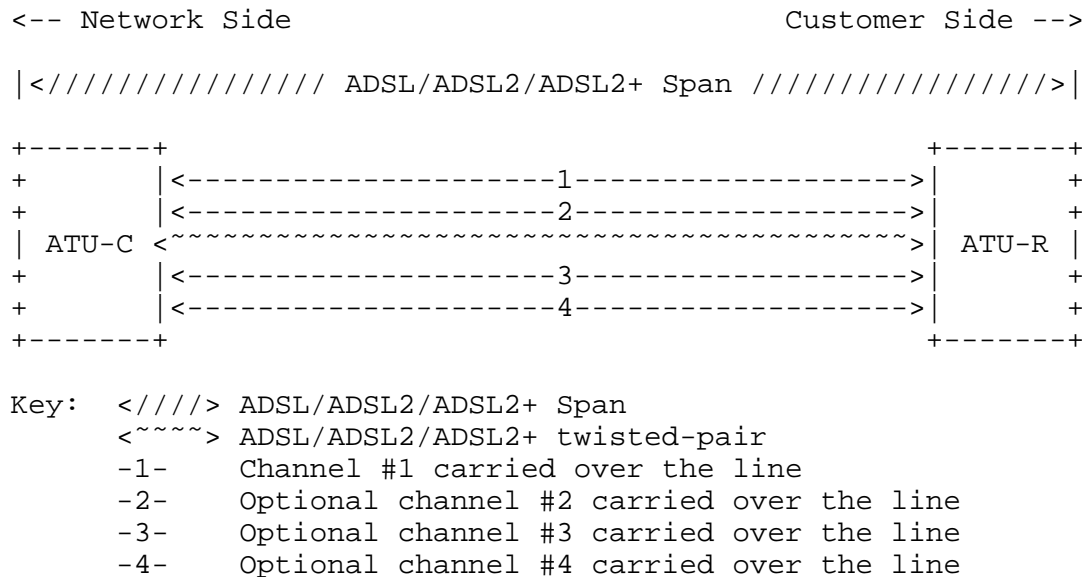 <-- Network Side                              Customer Side -->

|<//////////////// ADSL/ADSL2/ADSL2+ Span /////////////////>|

+-------+                                           +-------+
+       |<---------------------1------------------->|       +
+       |<---------------------2------------------->|       +
| ATU-C <~~~~~~~~~~~~~~~~~~~~~~~~~~~~~~~~~~~~~~~~~~>| ATU-R |
+       |<---------------------3------------------->|       +
+       |<---------------------4------------------->|       +
+-------+                                           +-------+

Key:  <////> ADSL/ADSL2/ADSL2+ Span
      <~~~~> ADSL/ADSL2/ADSL2+ twisted-pair
      -1-    Channel #1 carried over the line
      -2-    Optional channel #2 carried over the line
      -3-    Optional channel #3 carried over the line
      -4-    Optional channel #4 carried over the line